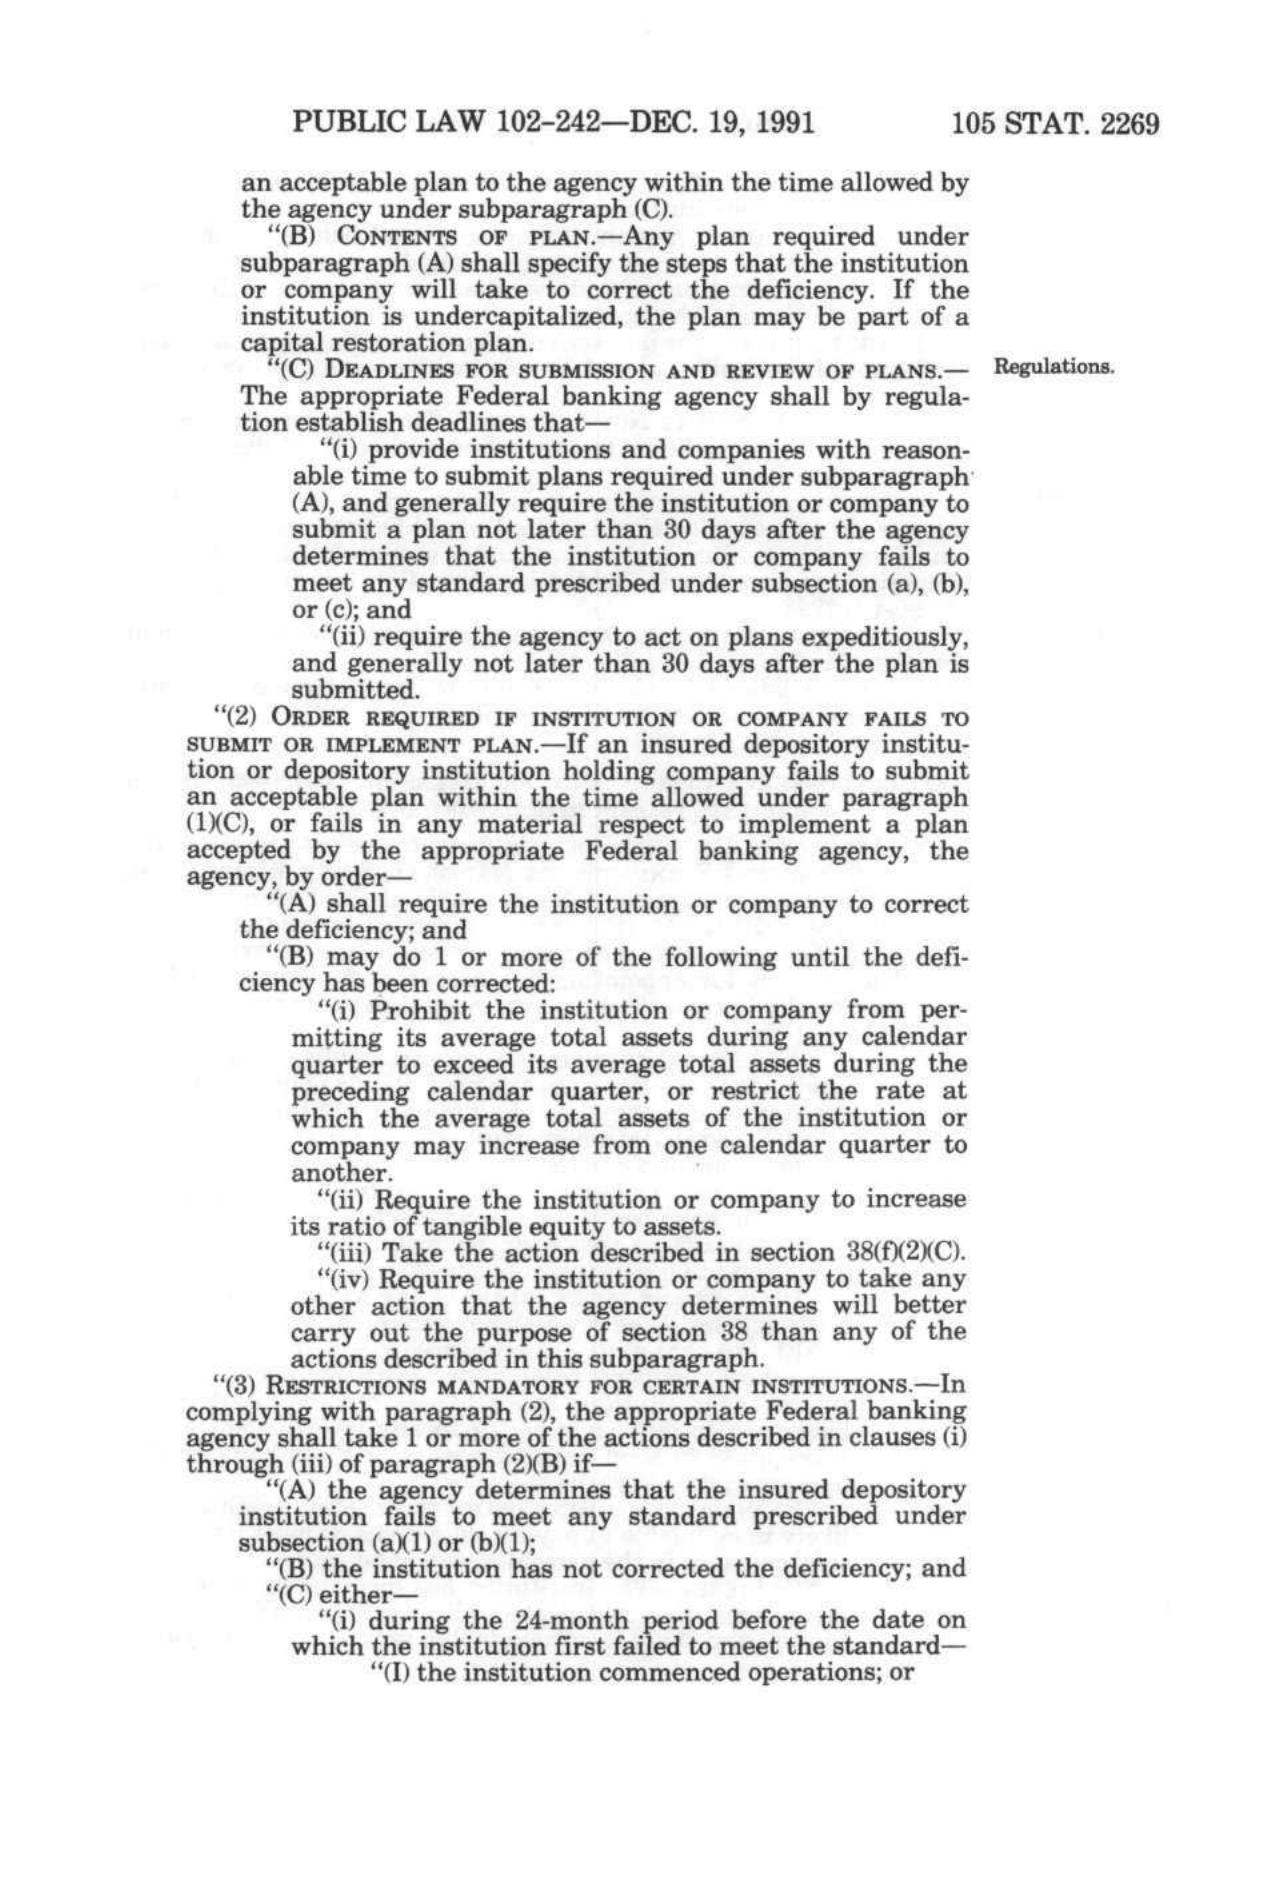 PUBLIC LAW 102-242—DEC. 19, 1991 105 STAT. 2269
an acceptable plan to the agency within the time allowed by
the agency under subparagraph (C).
"(B) CONTENTS OF PLAN.—Any plan required under
subparagraph (A) shall specify the steps that the institution
or company will take to correct the deficiency. If the
institution is undercapitalized, the plan may be part of a
capital restoration plan.
"(C) DEADLINES FOR SUBMISSION AND REVIEW OF PLANS.— Regulations.
The appropriate Federal banking agency shall by regula-
tion establish deadlines that—
"(i) provide institutions and companies with reason-
able time to submit plans required under subparagraph
(A), and generally require the institution or company to
submit a plan not later than 30 days after the agency
determines that the institution or company fails to
meet any standard prescribed under subsection (a), (b),
or (c); and
"(ii) require the agency to act on plans expeditiously,
and generally not later than 30 days after the plan is
submitted.
"(2) ORDER REQUIRED IF INSTITUTION OR COMPANY FAILS TO
SUBMIT OR IMPLEMENT PLAN.—If an insured depository institu-
tion or depository institution holding company fails to submit
an acceptable plan within the time allowed under paragraph
(1)(C), or fails in any material respect to implement a plan
accepted by the appropriate Federal banking agency, the
agency, by order—
"(A) shall require the institution or company to correct
the deficiency; and
"(B) may do 1 or more of the following until the defi-
ciency has been corrected:
"(i) Prohibit the institution or company from per-
mitting its average total assets during any calendar
quarter to exceed its average total assets during the
preceding calendar quarter, or restrict the rate at
which the average total assets of the institution or
company may increase from one calendar quarter to
another.
"(ii) Require the institution or company to increase
its ratio of tangible equity to assets.
"(iii) Take the action described in section 38(f)(2)(C).
"(iv) Require the institution or company to take any
other action that the agency determines will better
carry out the purpose of section 38 than any of the
actions described in this subparagraph.
"(3) RESTRICTIONS MANDATORY FOR CERTAIN INSTITUTIONS.—In
complying with paragraph (2), the appropriate Federal banking
agency shall take 1 or more of the actions described in clauses (i)
through (iii) of paragraph (2)(B) if—
"(A) the agency determines that the insured depository
institution fails to meet any standard prescribed under
subsection (a)(1) or (b)(1);
"(B) the institution has not corrected the deficiency; and
"(C) either—
"(i) during the 24-month period before the date on
which the institution first failed to meet the standard—
"(I) the institution commenced operations; or